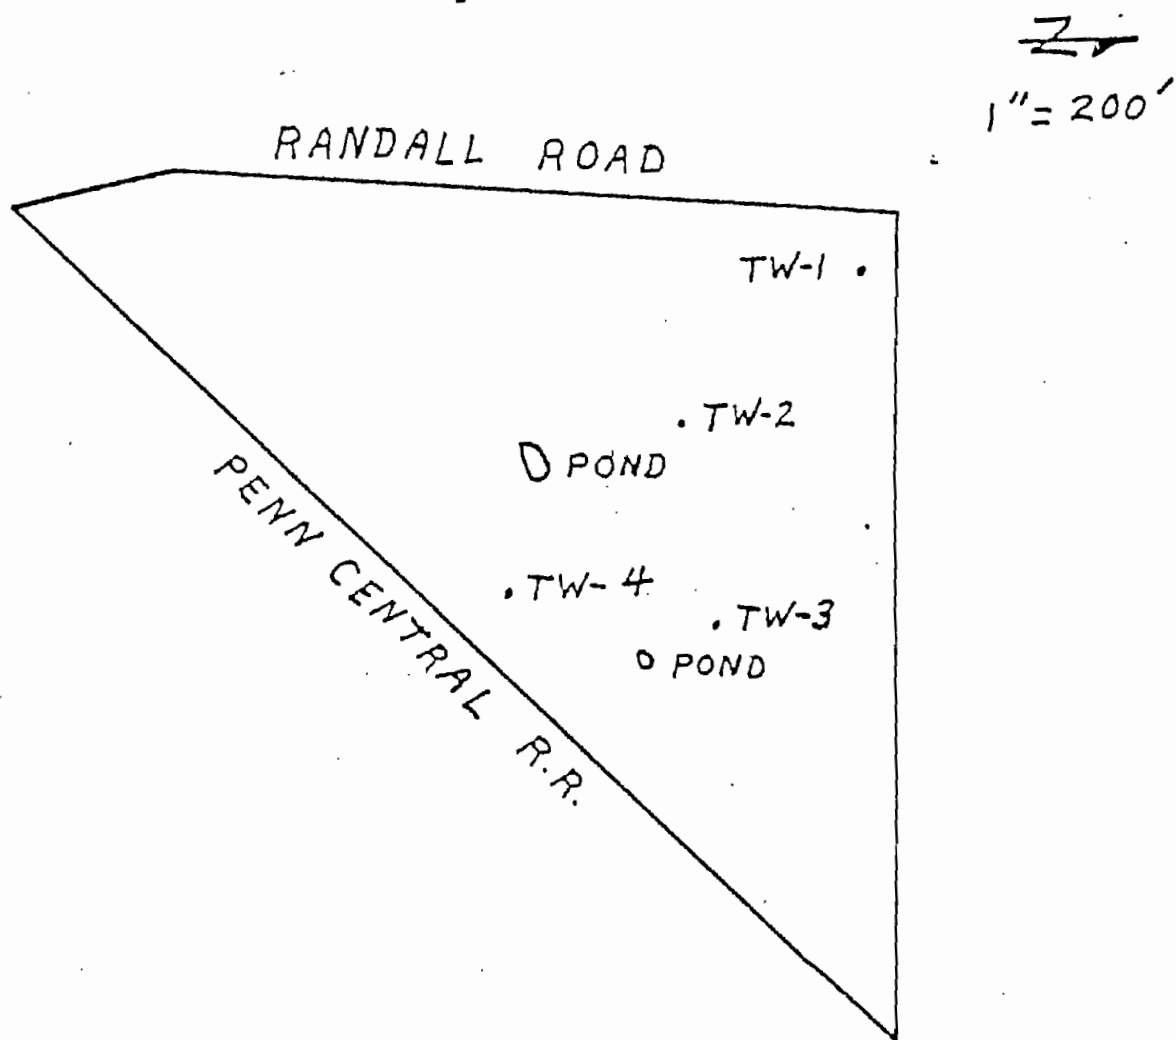 Z
1" = 200'
RANDALL ROAD
TW-1
TW-2
POND
TW-4
TW-3
POND
PENN CENTRAL R.R.